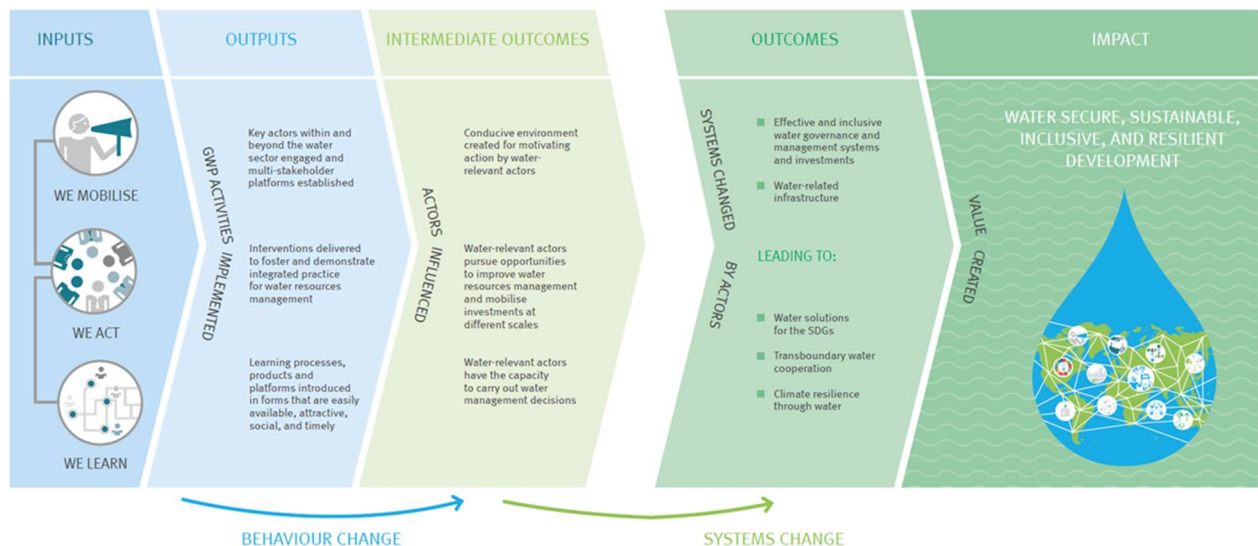 INPUTS
OUTPUTS
INTERMEDIATE OUTCOMES
OUTCOMES
IMPACT
WE MOBILISE
WE ACT
WE LEARN
GWP ACTIVITIES IMPLEMENTED
Key actors within and
beyond the water
sector engaged and
multi-stakeholder
platforms established
Interventions delivered
to foster and demonstrate
integrated practice
for water resources
management
Learning processes,
products and
platforms introduced
in forms that are easily
available, attractive,
social, and timely
ACTORS INFLUENCED
Conducive environment
created for motivating
action by water-
relevant actors
Water-relevant actors
pursue opportunities
to improve water
resources management
and mobilise
investments at
different scales
Water-relevant actors
have the capacity
to carry out water
management decisions
SYSTEMS CHANGED
BY ACTORS
Effective and inclusive
water governance and
management systems
and investments
Water-related
infrastructure
LEADING TO:
Water solutions
for the SDGs
Transboundary water
cooperation
Climate resilience
through water
VALUE CREATED
WATER SECURE, SUSTAINABLE,
INCLUSIVE, AND RESILIENT
DEVELOPMENT
BEHAVIOUR CHANGE
SYSTEMS CHANGE